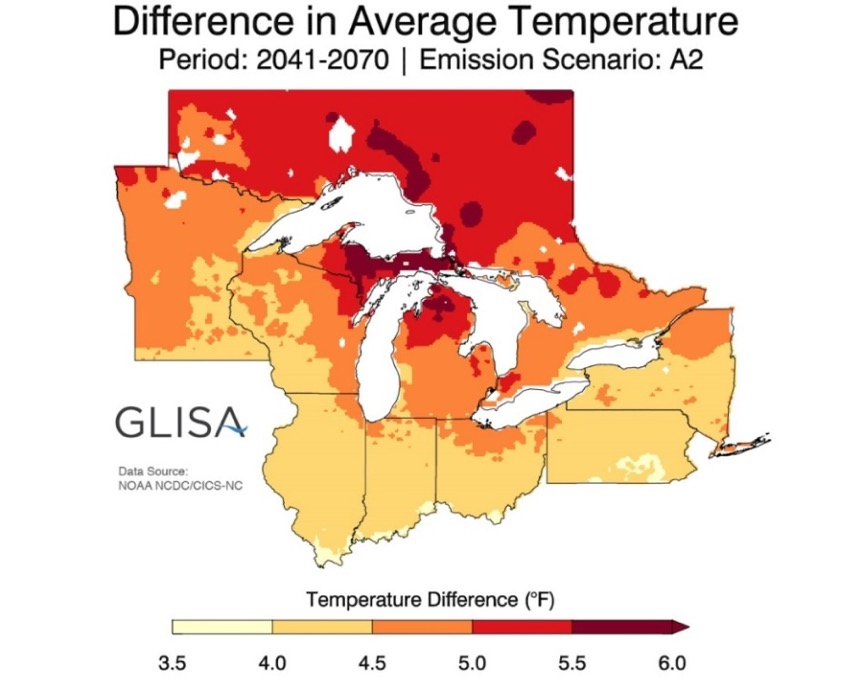 Difference in Average Temperature
Period: 2041-2070 | Emission Scenario: A2
GLISA
Data Source:
NOAA NCDC/CICS-NC
Temperature Difference (°F)
3.5 4.0 4.5 5.0 5.5 6.0